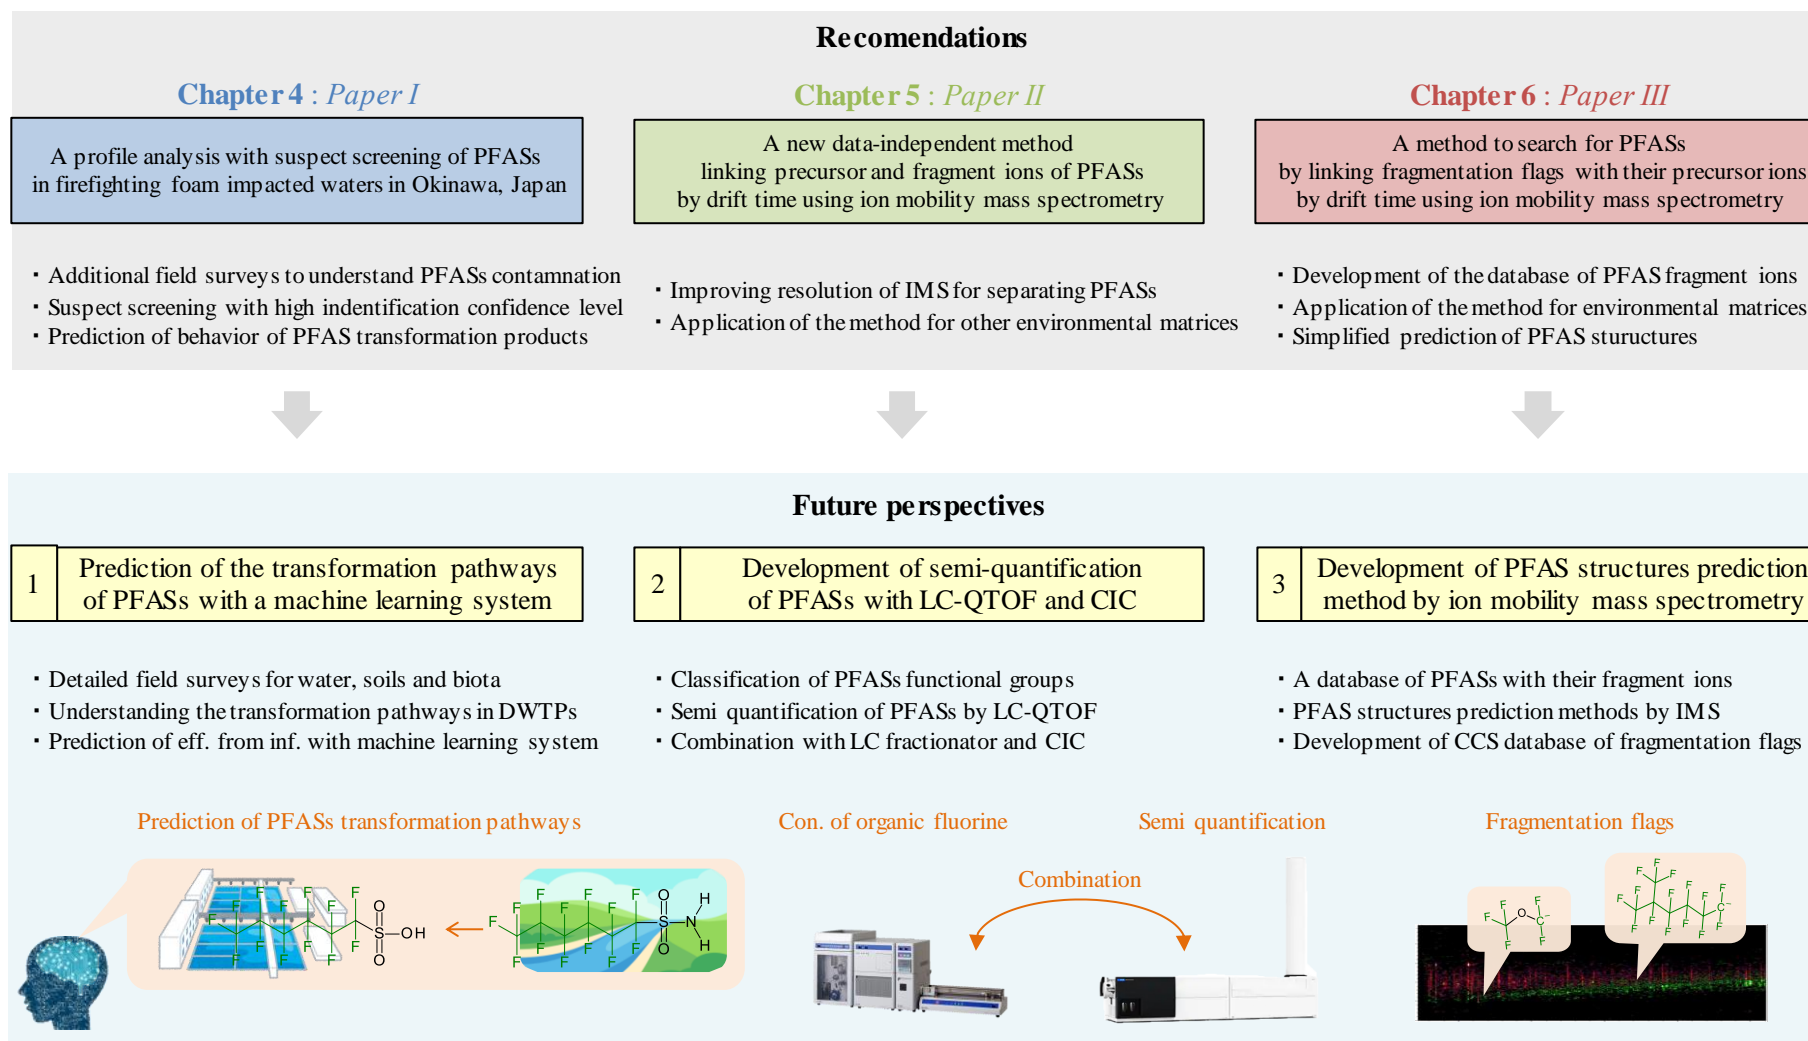 Recomendations
Chapter 4 : Paper I
A profile analysis with suspect screening of PFASs
in firefighting foam impacted waters in Okinawa, Japan
・Additional field surveys to understand PFASs contamnation
・Suspect screening with high indentification confidence level
・Prediction of behavior of PFAS transformation products
Chapter 5 : Paper II
A new data-independent method
linking precursor and fragment ions of PFASs
by drift time using ion mobility mass spectrometry
・Improving resolution of IMS for separating PFASs
・Application of the method for other environmental matrices
Chapter 6 : Paper III
A method to search for PFASs
by linking fragmentation flags with their precursor ions
by drift time using ion mobility mass spectrometry
・Development of the database of PFAS fragment ions
・Application of the method for environmental matrices
・Simplified prediction of PFAS sturuc​tures
Future perspectives
1
Prediction of the transformation pathways
of PFASs with a machine learning system
・Detailed field surveys for water, soils and biota
・Understanding the transformation pathways in DWTPs
・Prediction of eff. from inf. with machine learning system
Prediction of PFASs transformation pathways
F F F F F F F F
F F F F F F F F F
O
S
OH
O
F F F F F F F F
F F F F F F F F F
O
S
O
N
H
H
2
Development of semi-quantification
of PFASs with LC-QTOF and CIC
・Classification of PFASs functional groups
・Semi quantification of PFASs by LC-QTOF
・Combination with LC fractionator and CIC
Con. of organic fluorine
Semi quantification
Combination
3
Development of PFAS structures prediction
method by ion mobility mass spectrometry
・A database of PFASs with their fragment ions
・PFAS structures prediction methods by IMS
・Development of CCS database of fragmentation flags
Fragmentation flags
F F F O C⁻ F F
F F F F F F F F F F F F F C⁻ F